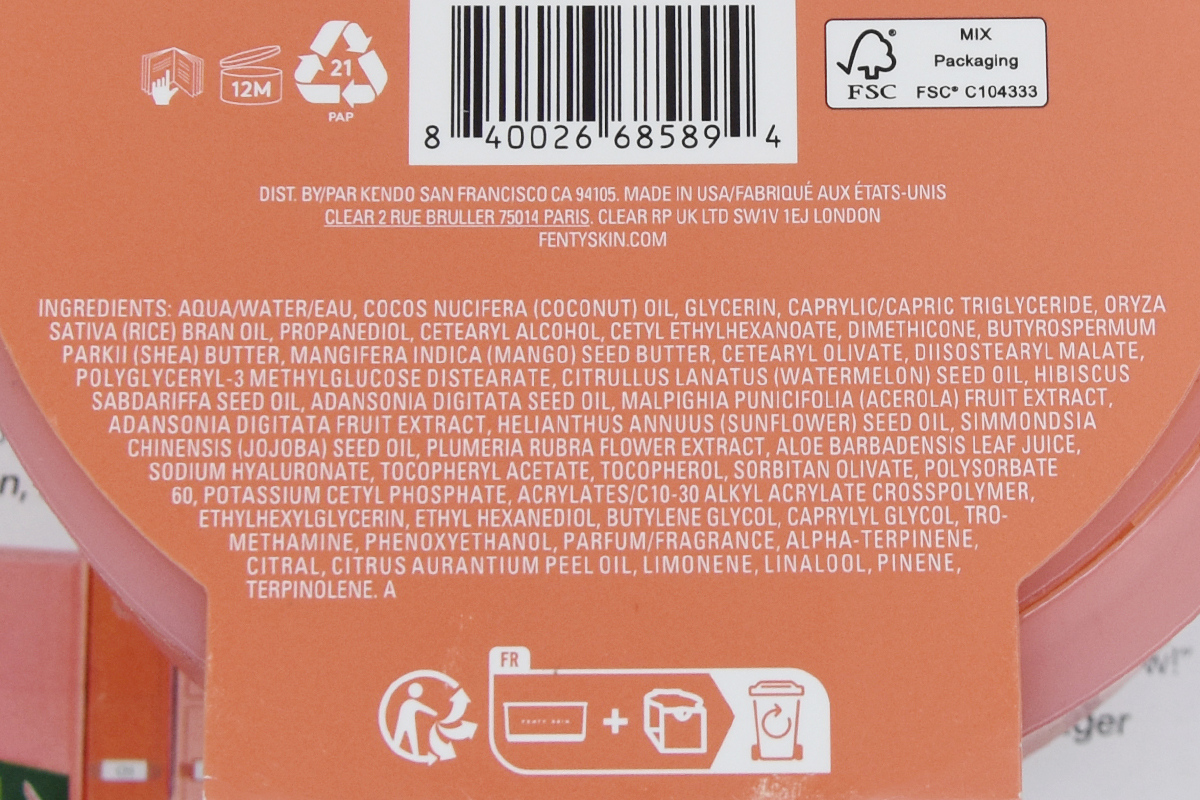 12M
21
PAP
8 40026 68589 4
FSC®
MIX
Packaging
FSC® C104333
DIST. BY/PAR KENDO SAN FRANCISCO CA 94105. MADE IN USA/FABRIQUÉ AUX ÉTATS-UNIS
CLEAR 2 RUE BRULLER 75014 PARIS. CLEAR RP UK LTD SW1V 1EJ LONDON
FENTYSKIN.COM
INGREDIENTS: AQUA/WATER/EAU, COCOS NUCIFERA (COCONUT) OIL, GLYCERIN, CAPRYLIC/CAPRIC TRIGLYCERIDE, ORYZA
SATIVA (RICE) BRAN OIL, PROPANEDIOL, CETEARYL ALCOHOL, CETYL ETHYLHEXANOATE, DIMETHICONE, BUTYROSPERMUM
PARKII (SHEA) BUTTER, MANGIFERA INDICA (MANGO) SEED BUTTER, CETEARYL OLIVATE, DIISOSTEARYL MALATE,
POLYGLYCERYL-3 METHYLGLUCOSE DISTEARATE, CITRULLUS LANATUS (WATERMELON) SEED OIL, HIBISCUS
SABDARIFFA SEED OIL, ADANSONIA DIGITATA SEED OIL, MALPIGHIA PUNICIFOLIA (ACEROLA) FRUIT EXTRACT,
ADANSONIA DIGITATA FRUIT EXTRACT, HELIANTHUS ANNUUS (SUNFLOWER) SEED OIL, SIMMONDSIA
CHINENSIS (JOJOBA) SEED OIL, PLUMERIA RUBRA FLOWER EXTRACT, ALOE BARBADENSIS LEAF JUICE,
SODIUM HYALURONATE, TOCOPHERYL ACETATE, TOCOPHEROL, SORBITAN OLIVATE, POLYSORBATE
60, POTASSIUM CETYL PHOSPHATE, ACRYLATES/C10-30 ALKYL ACRYLATE CROSSPOLYMER,
ETHYLHEXYLGLYCERIN, ETHYL HEXANEDIOL, BUTYLENE GLYCOL, CAPRYLYL GLYCOL, TRO-
METHAMINE, PHENOXYETHANOL, PARFUM/FRAGRANCE, ALPHA-TERPINENE,
CITRAL, CITRUS AURANTIUM PEEL OIL, LIMONENE, LINALOOL, PINENE,
TERPINOLENE. A
FR
FENTY SKIN